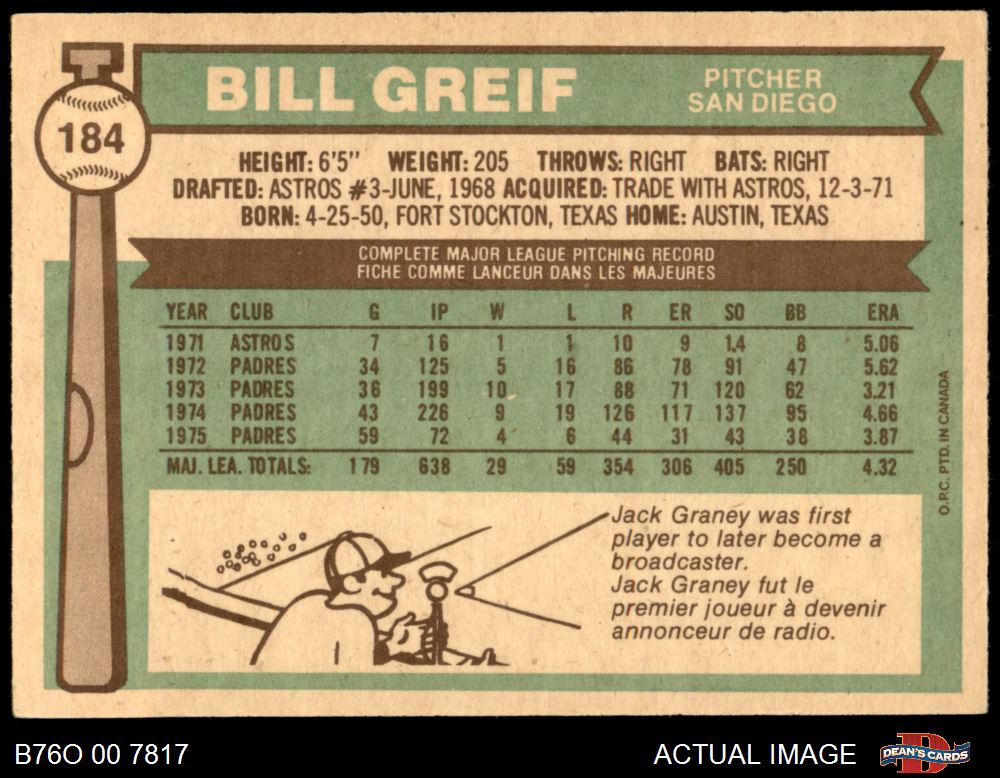 184
BILL GREIF
PITCHER
SAN DIEGO
HEIGHT: 6'5" WEIGHT: 205 THROWS: RIGHT BATS: RIGHT
DRAFTED: ASTROS #3-JUNE, 1968 ACQUIRED: TRADE WITH ASTROS, 12-3-71
BORN: 4-25-50, FORT STOCKTON, TEXAS HOME: AUSTIN, TEXAS
COMPLETE MAJOR LEAGUE PITCHING RECORD
FICHE COMME LANCEUR DANS LES MAJEURES
YEAR CLUB G IP W L R ER SO BB ERA
1971 ASTROS 7 16 1 1 10 9 14 8 5.06
1972 PADRES 34 125 5 16 86 78 91 47 5.62
1973 PADRES 36 199 10 17 88 71 120 62 3.21
1974 PADRES 43 226 9 19 126 117 137 95 4.66
1975 PADRES 59 72 4 6 44 31 43 38 3.87
MAJ. LEA. TOTALS: 179 638 29 59 354 306 405 250 4.32
O.P.C. PTD. IN CANADA
Jack Graney was first
player to later become a
broadcaster.
Jack Graney fut le
premier joueur à devenir
annonceur de radio.
B76O 00 7817
ACTUAL IMAGE
DEAN'S CARDS